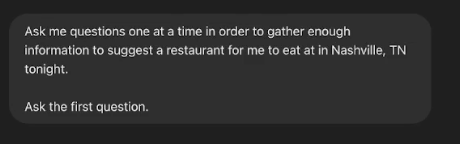 Ask me questions one at a time in order to gather enough
information to suggest a restaurant for me to eat at in Nashville, TN
tonight.
Ask the first question.